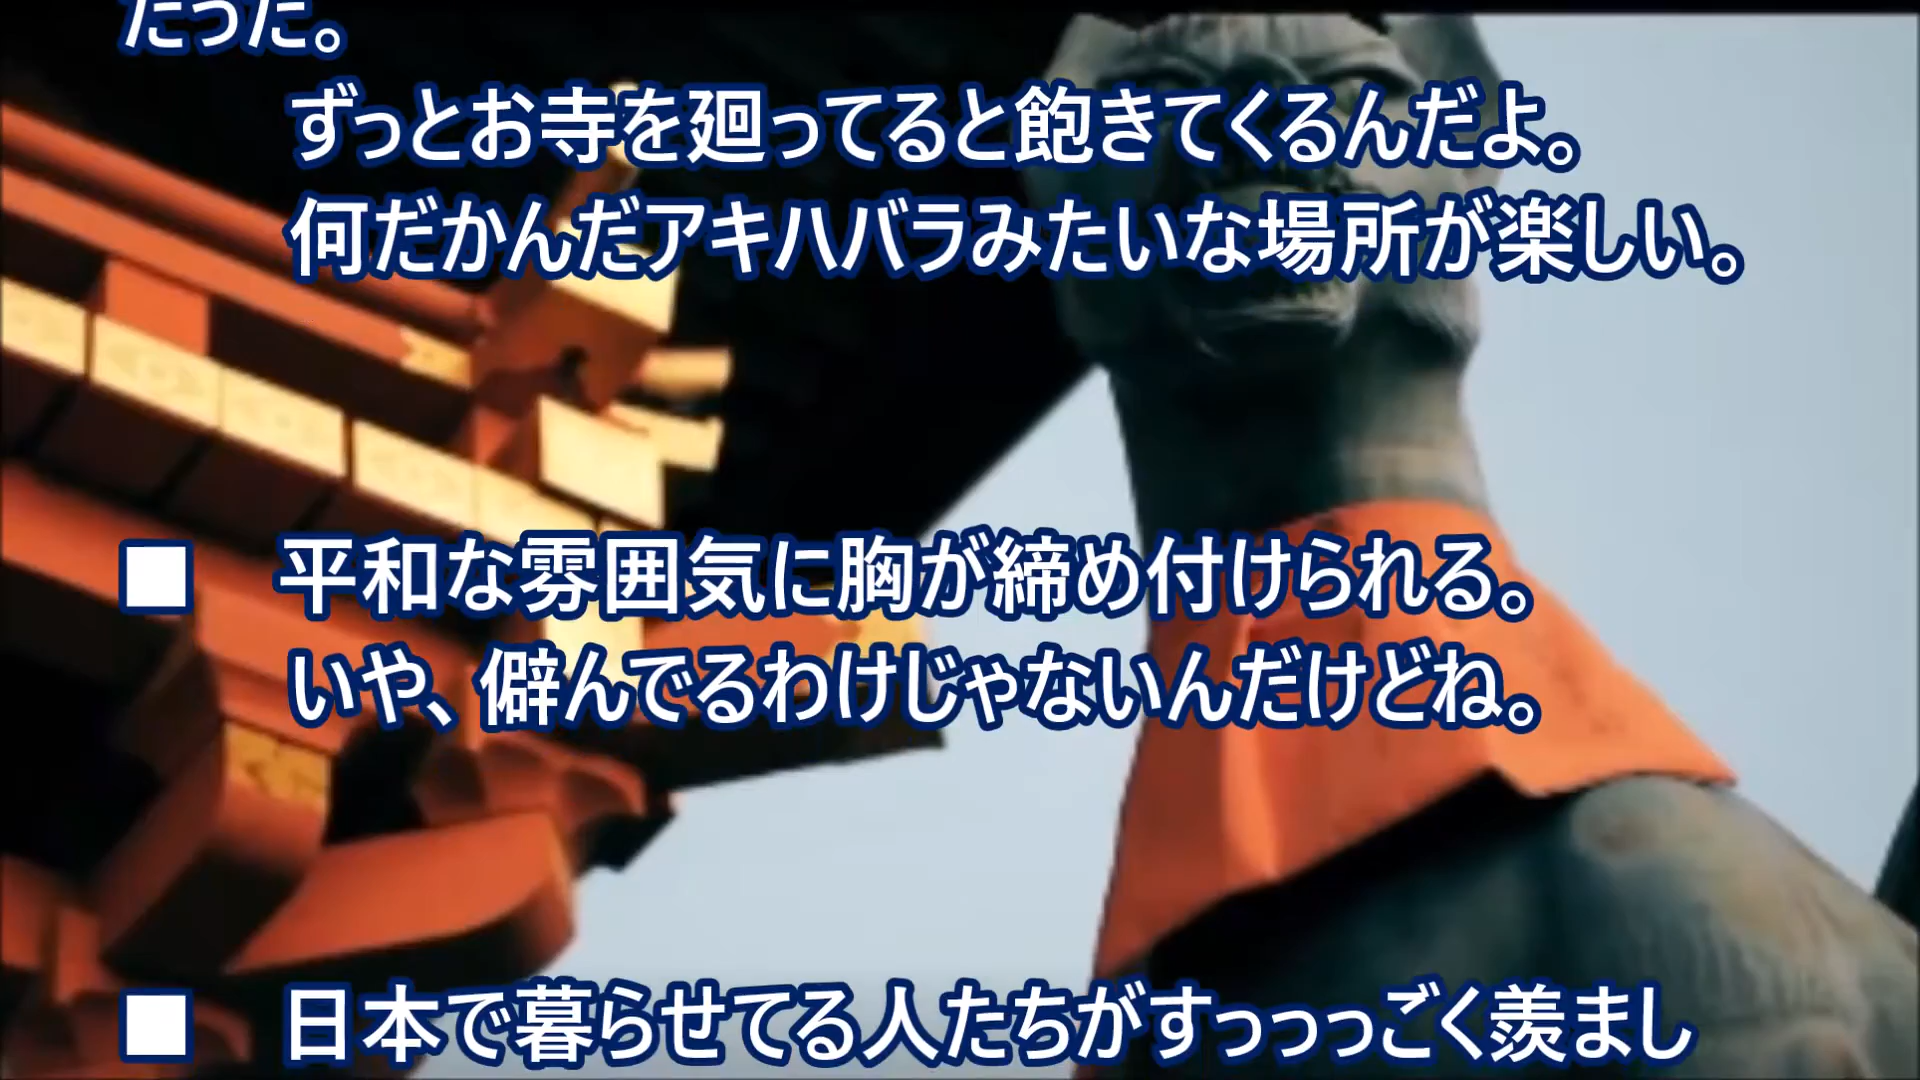 だった。
ずっとお寺を廻ってると飽きてくるんだよ。
何だかんだアキハバラみたいな場所が楽しい。
■ 平和な雰囲気に胸が締め付けられる。
いや、僻んでるわけじゃないんだけどね。
■ 日本で暮らせてる人たちがすっっっごく羨まし